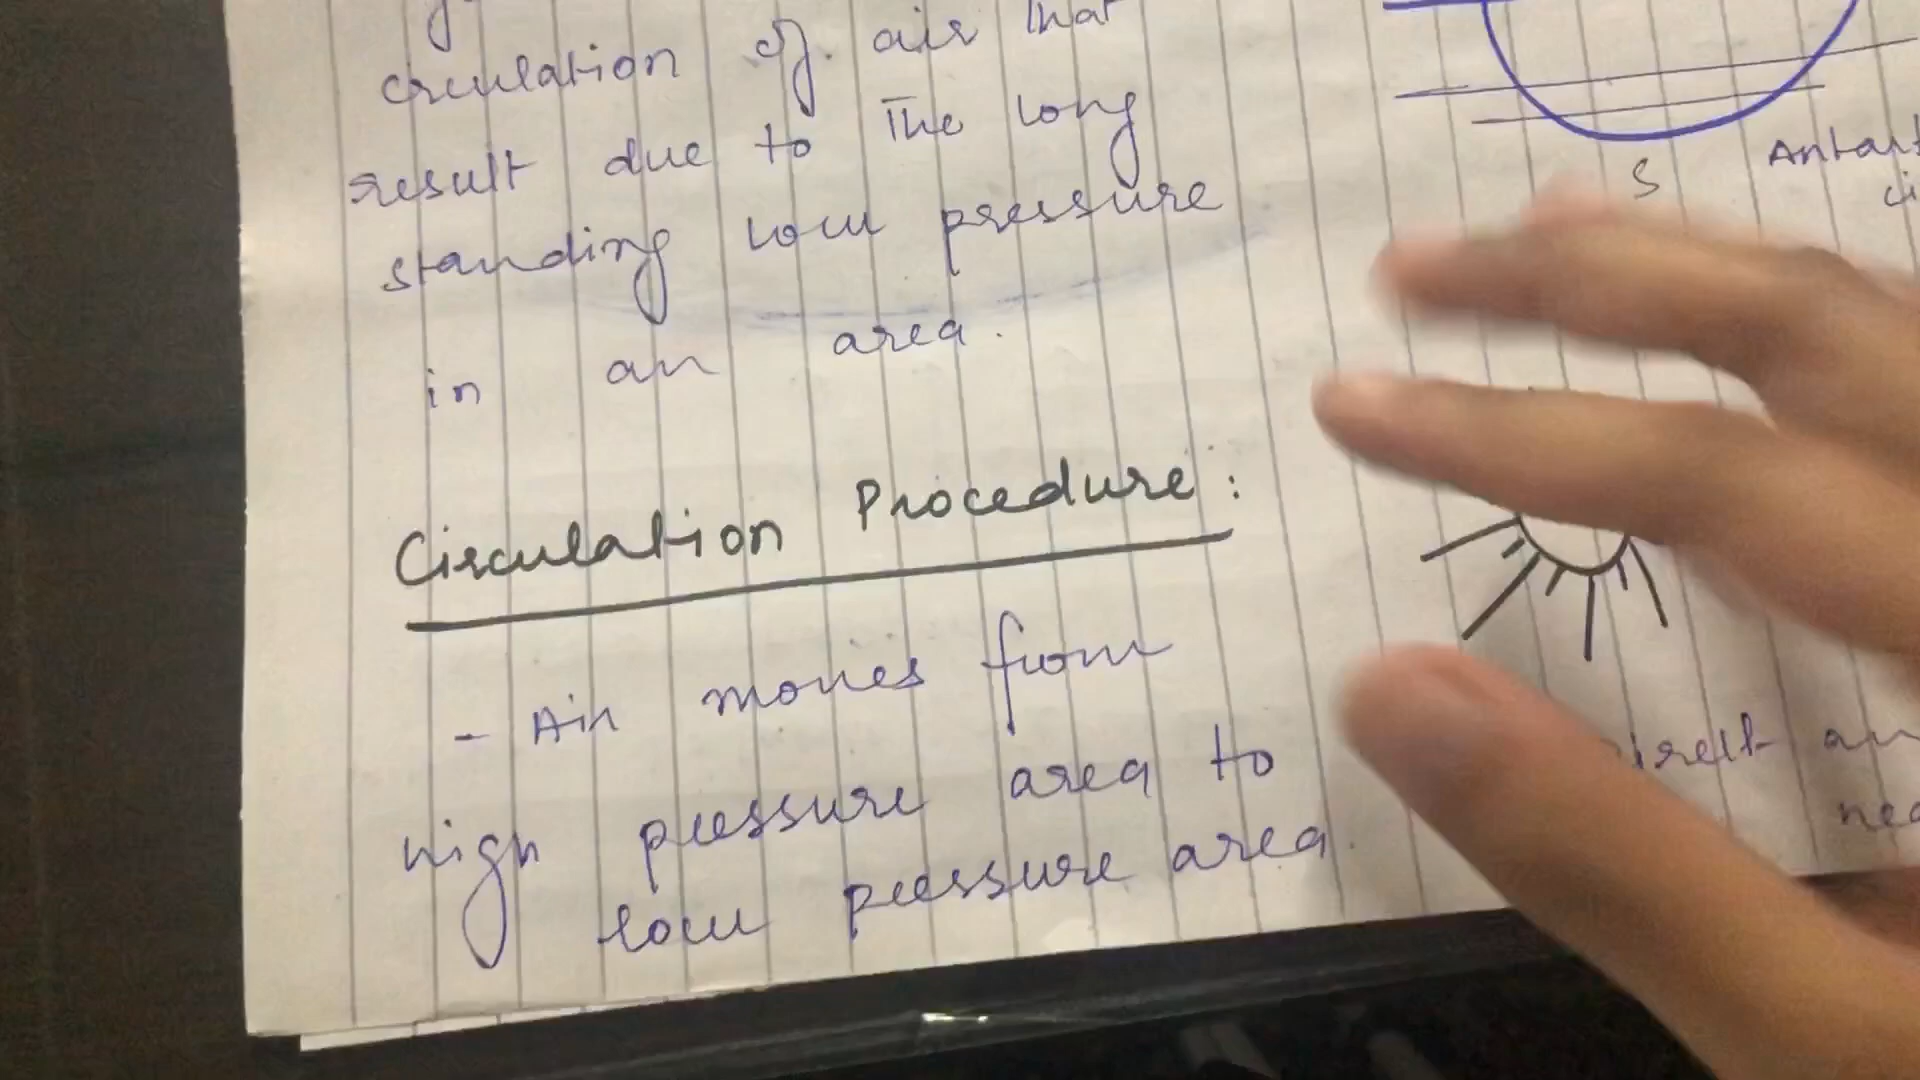 circulation of air that
result due to The long
standing low pressure
in an area.
Circulation Procedure:
- Air moves from
high pressure area to
low pressure area
S